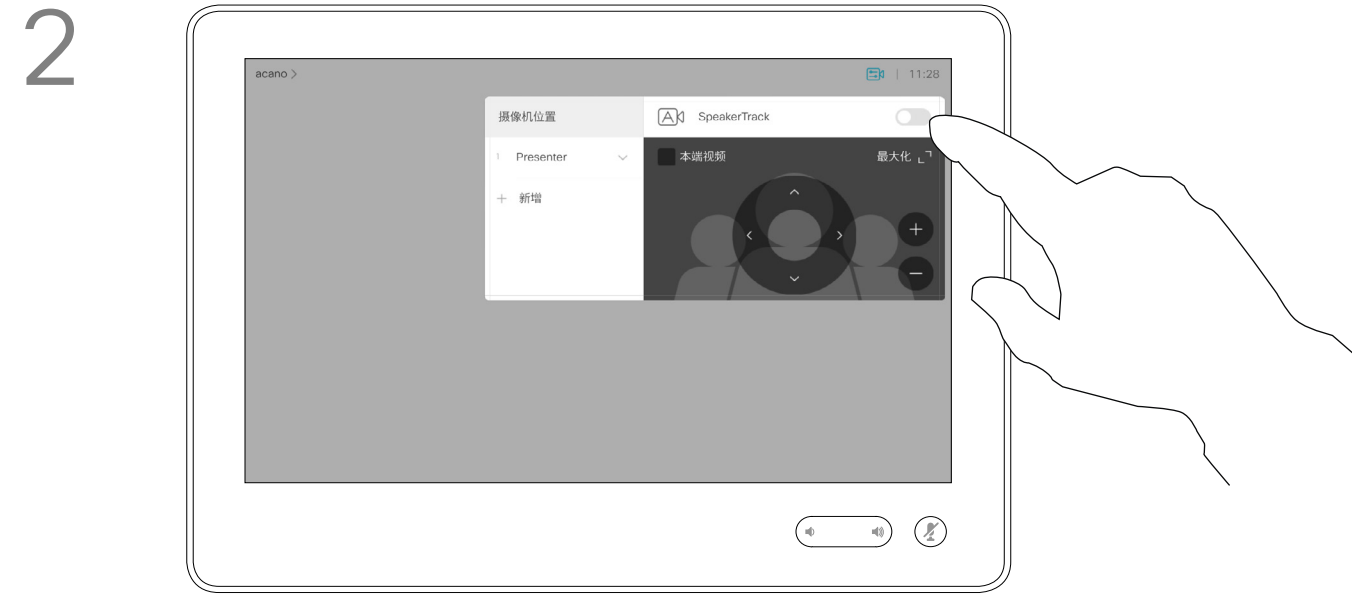 2
acano >
11:28
摄像机位置
SpeakerTrack
1 Presenter
本端视频
最大化
+ 新增